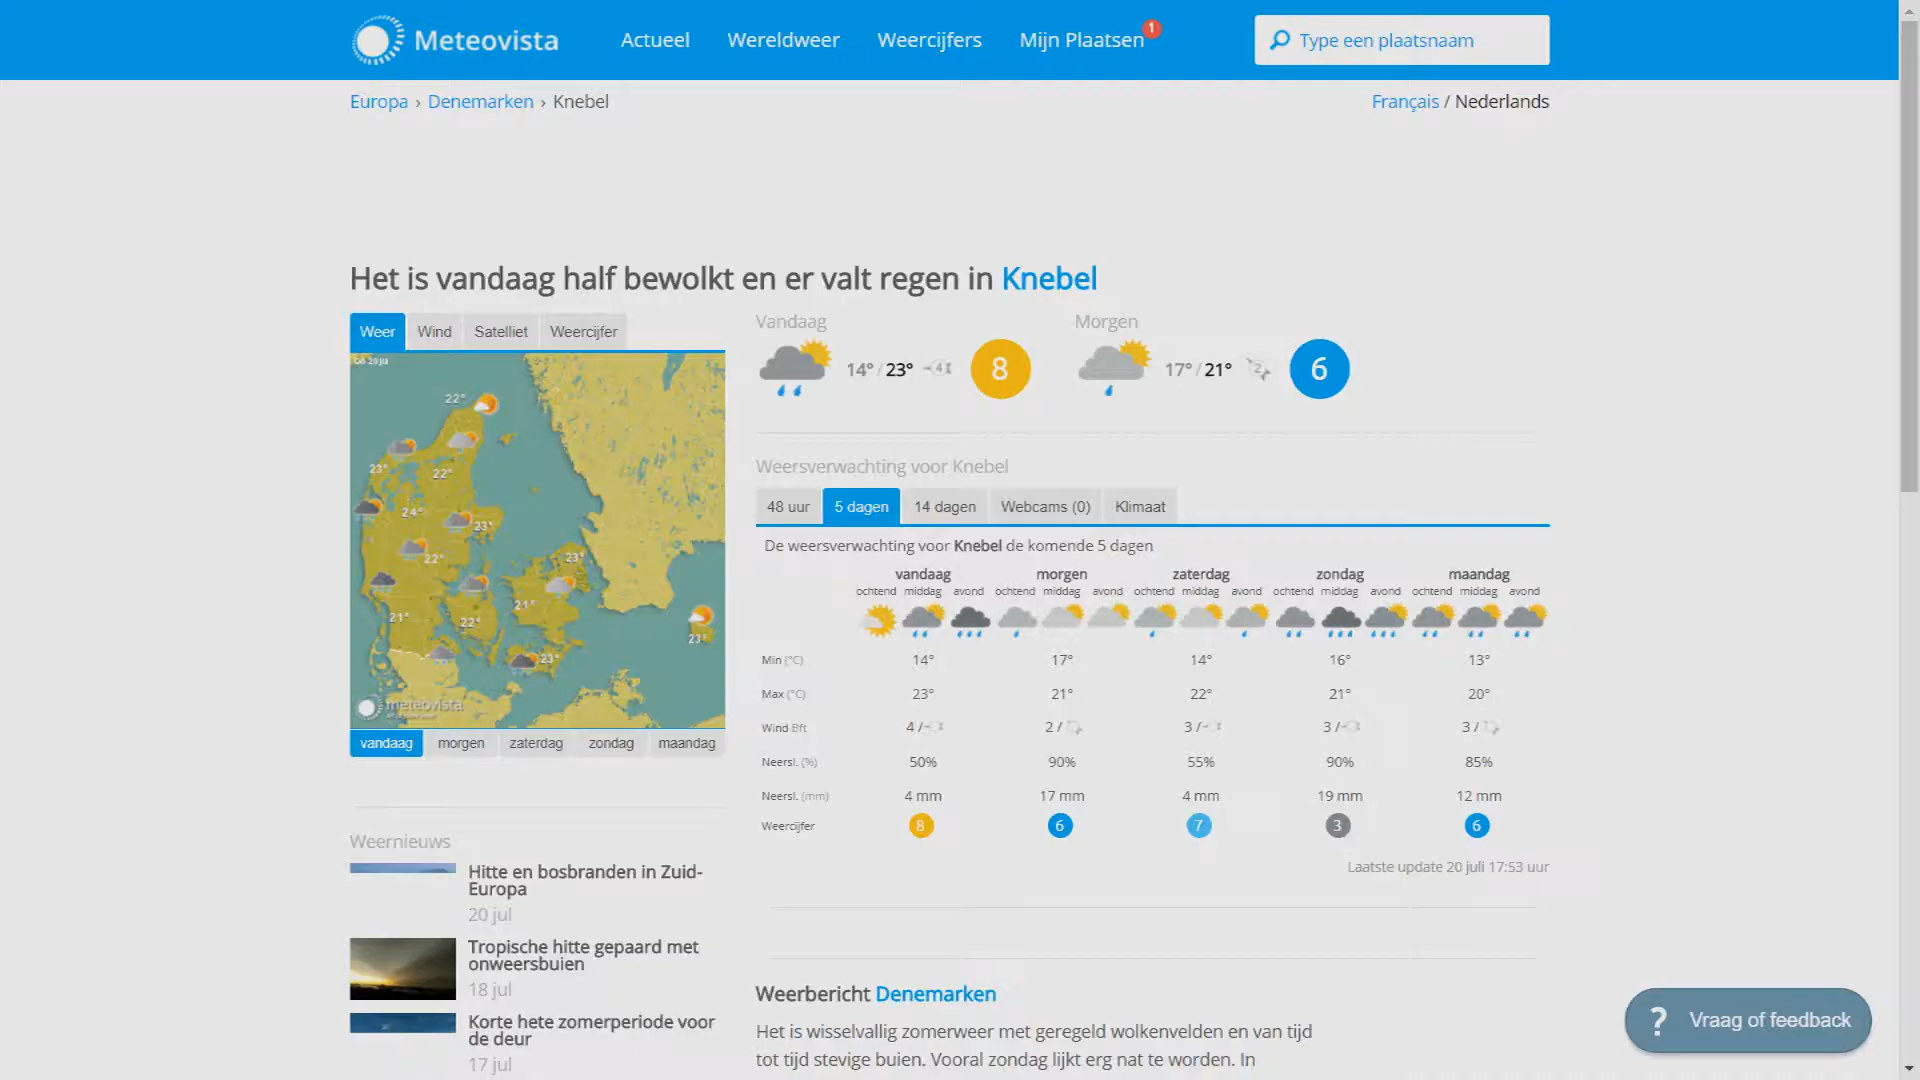 Meteovista
Actueel
Wereldweer
Weercijfers
Mijn Plaatsen
1
Type een plaatsnaam
Europa › Denemarken › Knebel
Français / Nederlands
Het is vandaag half bewolkt en er valt regen in Knebel
Weer
Wind
Satelliet
Weercijfer
22°
23°
22°
24°
23°
22°
23°
21°
21°
22°
23°
23°
meteovista
vandaag
morgen
zaterdag
zondag
maandag
Vandaag
14° / 23°
4
8
Morgen
17° / 21°
2
6
Weersverwachting voor Knebel
48 uur
5 dagen
14 dagen
Webcams (0)
Klimaat
De weersverwachting voor Knebel de komende 5 dagen
vandaag morgen zaterdag zondag maandag
ochtend middag avond ochtend middag avond ochtend middag avond ochtend middag avond ochtend middag avond
Min (°C) 14° 17° 14° 16° 13°
Max (°C) 23° 21° 22° 21° 20°
Wind Bft 4 / 2 / 3 / 3 / 3 /
Neersl. (%) 50% 90% 55% 90% 85%
Neersl. (mm) 4 mm 17 mm 4 mm 19 mm 12 mm
Weercijfer 8 6 7 3 6
Laatste update 20 juli 17:53 uur
Weernieuws
Hitte en bosbranden in Zuid-
Europa
20 jul
Tropische hitte gepaard met
onweersbuien
18 jul
Korte hete zomerperiode voor
de deur
17 jul
Weerbericht Denemarken
Het is wisselvallig zomerweer met geregeld wolkenvelden en van tijd
tot tijd stevige buien. Vooral zondag lijkt erg nat te worden. In
? Vraag of feedback